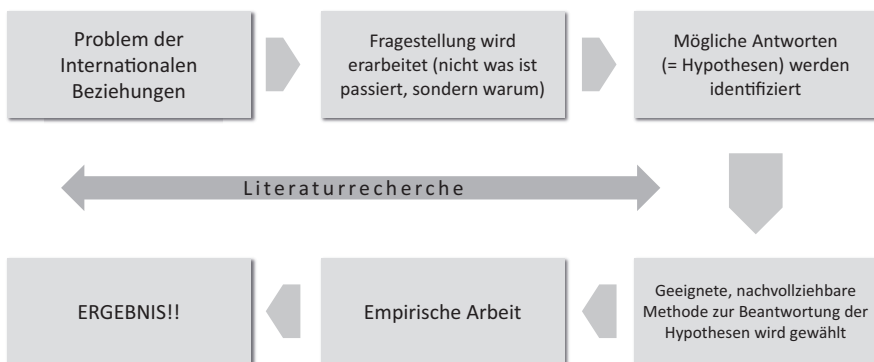 Problem der
Internationalen
Beziehungen
Fragestellung wird
erarbeitet (nicht was ist
passiert, sondern warum)
Mögliche Antworten
(= Hypothesen) werden
identifiziert
Literaturrecherche
ERGEBNIS!!
Empirische Arbeit
Geeignete, nachvollziehbare
Methode zur Beantwortung der
Hypothesen wird gewählt